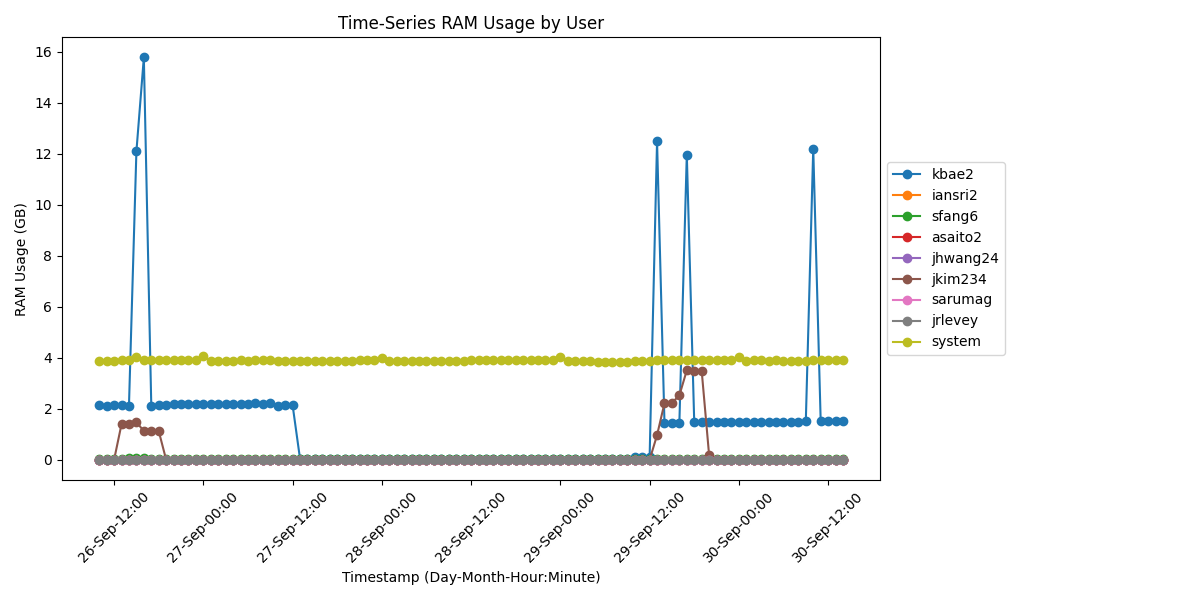 Time-Series RAM Usage by User
16
14
12
10
8
6
4
2
0
RAM Usage (GB)
26-Sep-12:00
27-Sep-00:00
27-Sep-12:00
28-Sep-00:00
28-Sep-12:00
29-Sep-00:00
29-Sep-12:00
30-Sep-00:00
30-Sep-12:00
Timestamp (Day-Month-Hour:Minute)
kbae2
iansri2
sfang6
asaito2
jhwang24
jkim234
sarumag
jrlevey
system